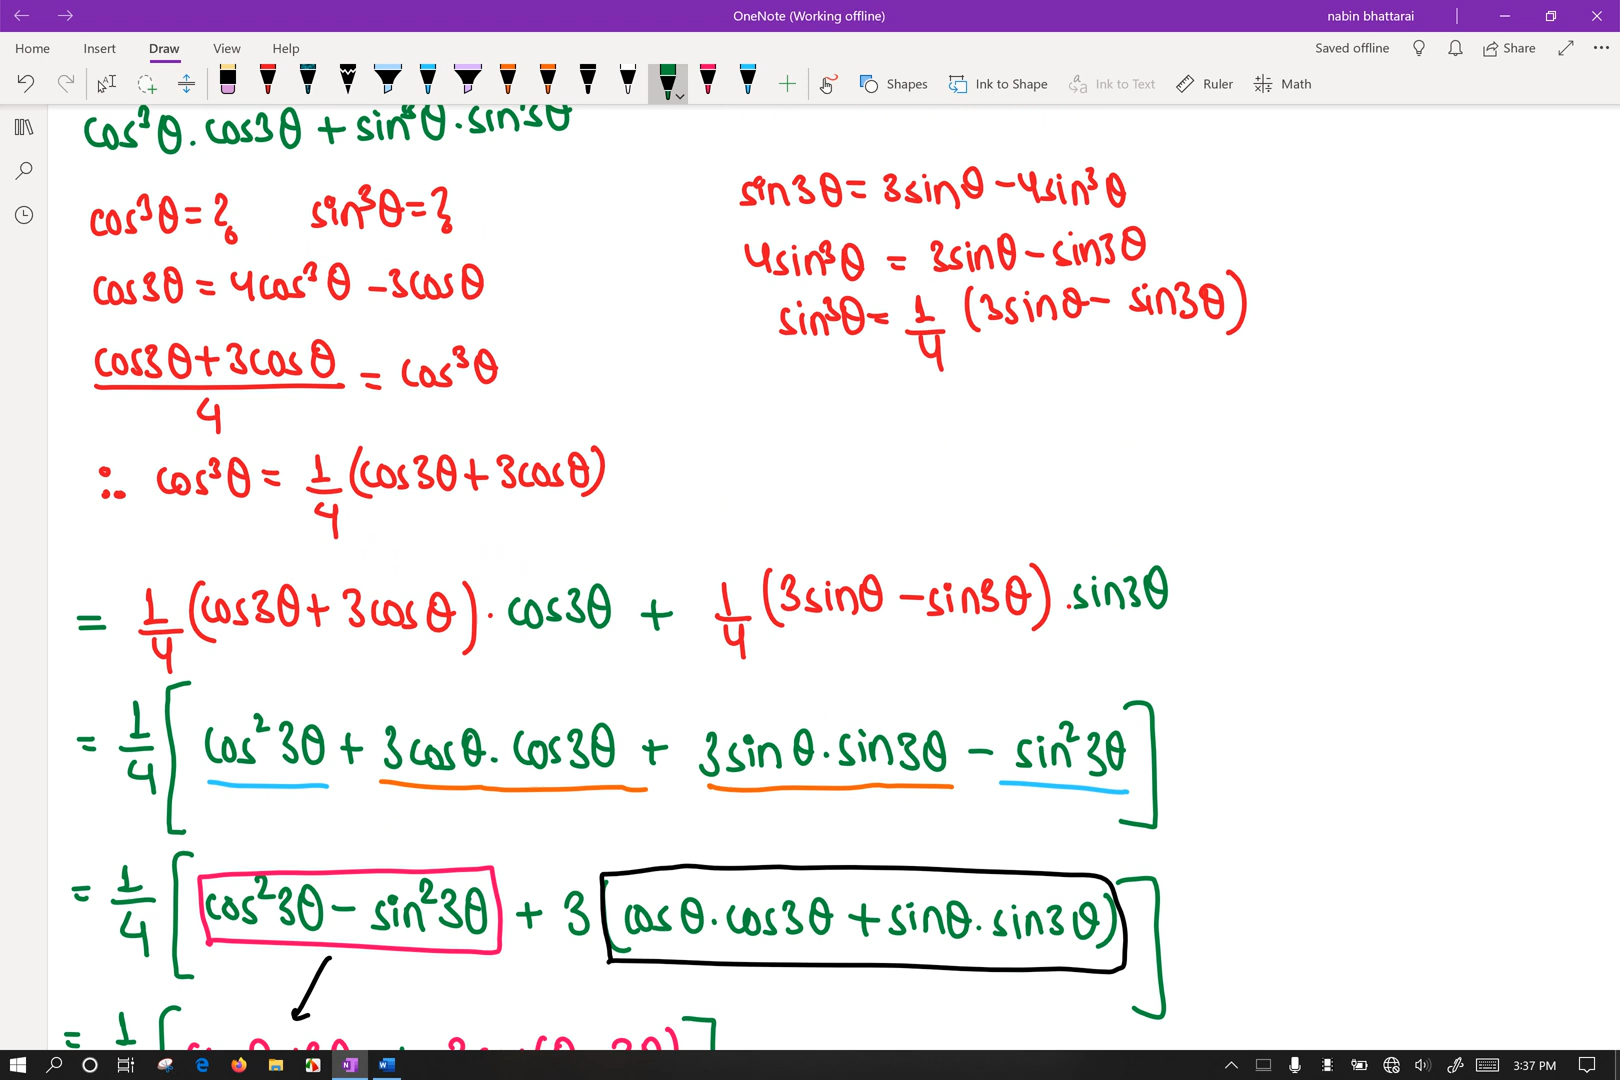 OneNote (Working offline)
nabin bhattarai
Home Insert Draw View Help
Saved offline
Share
Shapes Ink to Shape Ink to Text Ruler Math
cos³θ.cos3θ + sin³θ.sin3θ
cos³θ = ? sin³θ = ?
cos3θ = 4cos³θ - 3cosθ
cos3θ + 3cosθ / 4 = cos³θ
∴ cos³θ = 1/4 (cos3θ + 3cosθ)
sin3θ = 3sinθ - 4sin³θ
4sin³θ = 3sinθ - sin3θ
sin³θ = 1/4 (3sinθ - sin3θ)
= 1/4 (cos3θ + 3cosθ) . cos3θ + 1/4 (3sinθ - sin3θ) . sin3θ
= 1/4 [cos²3θ + 3cosθ.cos3θ + 3sinθ.sin3θ - sin²3θ]
= 1/4 [cos²3θ - sin²3θ + 3(cosθ.cos3θ + sinθ.sin3θ)]
= 1
3:37 PM